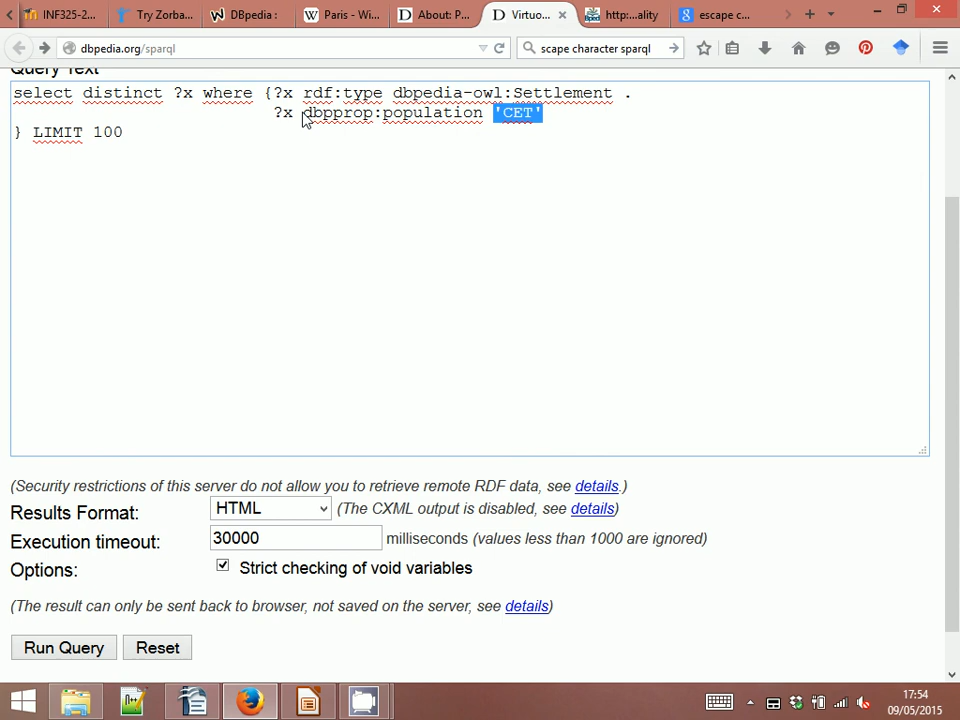 INF325-2...
Try Zorba...
DBpedia :
Paris - Wi...
About: P...
Virtuo...
http:...ality
escape c...
dbpedia.org/sparql
scape character sparql
Query Text
select distinct ?x where {?x rdf:type dbpedia-owl:Settlement .
?x dbpprop:population 'CET'
} LIMIT 100
(Security restrictions of this server do not allow you to retrieve remote RDF data, see details.)
Results Format: HTML (The CXML output is disabled, see details)
Execution timeout: 30000 milliseconds (values less than 1000 are ignored)
Options: Strict checking of void variables
(The result can only be sent back to browser, not saved on the server, see details)
Run Query Reset
17:54
09/05/2015